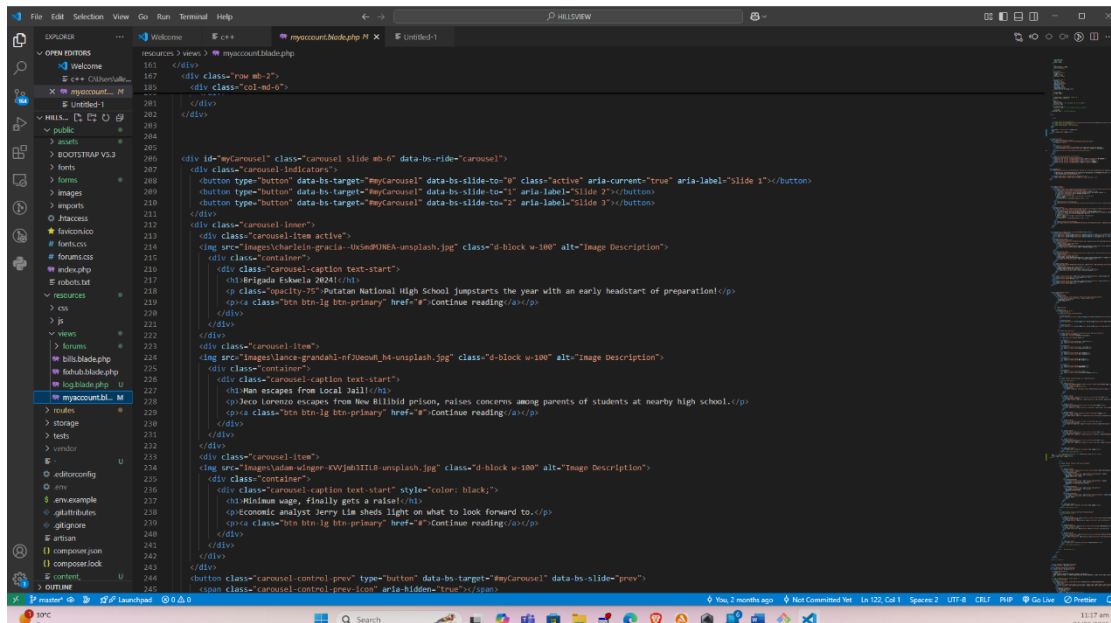 File Edit Selection View Go Run Terminal Help
HILLSVIEW
EXPLORER
OPEN EDITORS
Welcome
c++ C:\Users\alle...
myaccount... M
Untitled-1
HILLS...
public
assets
BOOTSTRAP V5.3
fonts
forms
images
imports
.htaccess
favicon.ico
# fonts.css
# forums.css
index.php
robots.txt
resources
css
js
views
forums
bills.blade.php
fixhub.blade.php
log.blade.php U
myaccount.bl... M
routes
storage
tests
vendor
U
.editorconfig
.env
$ .env.example
.gitattributes
.gitignore
artisan
{} composer.json
{} composer.lock
content, U
OUTLINE
Welcome c++ myaccount.blade.php M X Untitled-1
resources > views > myaccount.blade.php
161 </div>
167 <div class="row mb-2">
185 <div class="col-md-6">
201 </div>
202 </div>
203
204
205
206 <div id="myCarousel" class="carousel slide mb-6" data-bs-ride="carousel">
207 <div class="carousel-indicators">
208 <button type="button" data-bs-target="#myCarousel" data-bs-slide-to="0" class="active" aria-current="true" aria-label="Slide 1"></button>
209 <button type="button" data-bs-target="#myCarousel" data-bs-slide-to="1" aria-label="Slide 2"></button>
210 <button type="button" data-bs-target="#myCarousel" data-bs-slide-to="2" aria-label="Slide 3"></button>
211 </div>
212 <div class="carousel-inner">
213 <div class="carousel-item active">
214 <img src="images\charlein-gracia--Ux5mdMJNEA-unsplash.jpg" class="d-block w-100" alt="Image Description">
215 <div class="container">
216 <div class="carousel-caption text-start">
217 <h1>Brigada Eskwela 2024!</h1>
218 <p class="opacity-75">Putatan National High School jumpstarts the year with an early headstart of preparation!</p>
219 <p><a class="btn btn-lg btn-primary" href="#">Continue reading</a></p>
220 </div>
221 </div>
222 </div>
223 <div class="carousel-item">
224 <img src="images\lance-grandahl-nfJUeowR_h4-unsplash.jpg" class="d-block w-100" alt="Image Description">
225 <div class="container">
226 <div class="carousel-caption text-start">
227 <h1>Man escapes from Local Jail!</h1>
228 <p>Jeco Lorenzo escapes from New Bilibid prison, raises concerns among parents of students at nearby high school.</p>
229 <p><a class="btn btn-lg btn-primary" href="#">Continue reading</a></p>
230 </div>
231 </div>
232 </div>
233 <div class="carousel-item">
234 <img src="images\adam-winger-KVVjmb3IIL8-unsplash.jpg" class="d-block w-100" alt="Image Description">
235 <div class="container">
236 <div class="carousel-caption text-start" style="color: black;">
237 <h1>Minimum wage, finally gets a raise!</h1>
238 <p>Economic analyst Jerry Lim sheds light on what to look forward to.</p>
239 <p><a class="btn btn-lg btn-primary" href="#">Continue reading</a></p>
240 </div>
241 </div>
242 </div>
243 </div>
244 <button class="carousel-control-prev" type="button" data-bs-target="#myCarousel" data-bs-slide="prev">
245 <span class="carousel-control-prev-icon" aria-hidden="true"></span>
master* Launchpad 0 0 You, 2 months ago Not Committed Yet Ln 122, Col 1 Spaces: 2 UTF-8 CRLF PHP Go Live Prettier
30°C Search 11:17 am